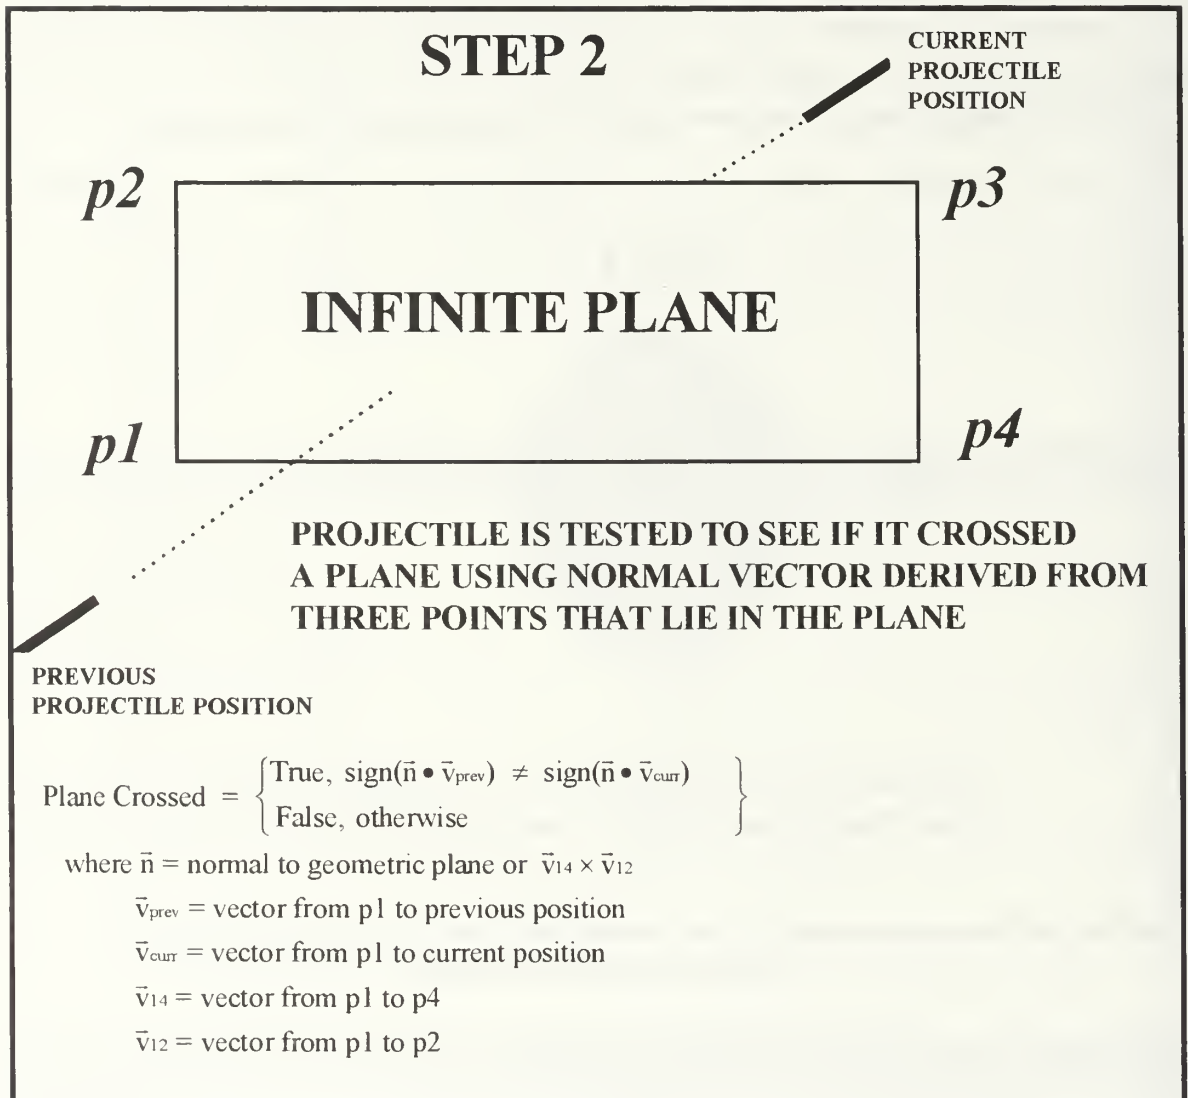 STEP 2
CURRENT
PROJECTILE
POSITION
p2
p3
INFINITE PLANE
p1
p4
PROJECTILE IS TESTED TO SEE IF IT CROSSED
A PLANE USING NORMAL VECTOR DERIVED FROM
THREE POINTS THAT LIE IN THE PLANE
PREVIOUS
PROJECTILE POSITION
Plane Crossed = { True, sign(n⃗ • v⃗prev) ≠ sign(n⃗ • v⃗curr)
False, otherwise }
where n⃗ = normal to geometric plane or v⃗14 × v⃗12
v⃗prev = vector from p1 to previous position
v⃗curr = vector from p1 to current position
v⃗14 = vector from p1 to p4
v⃗12 = vector from p1 to p2